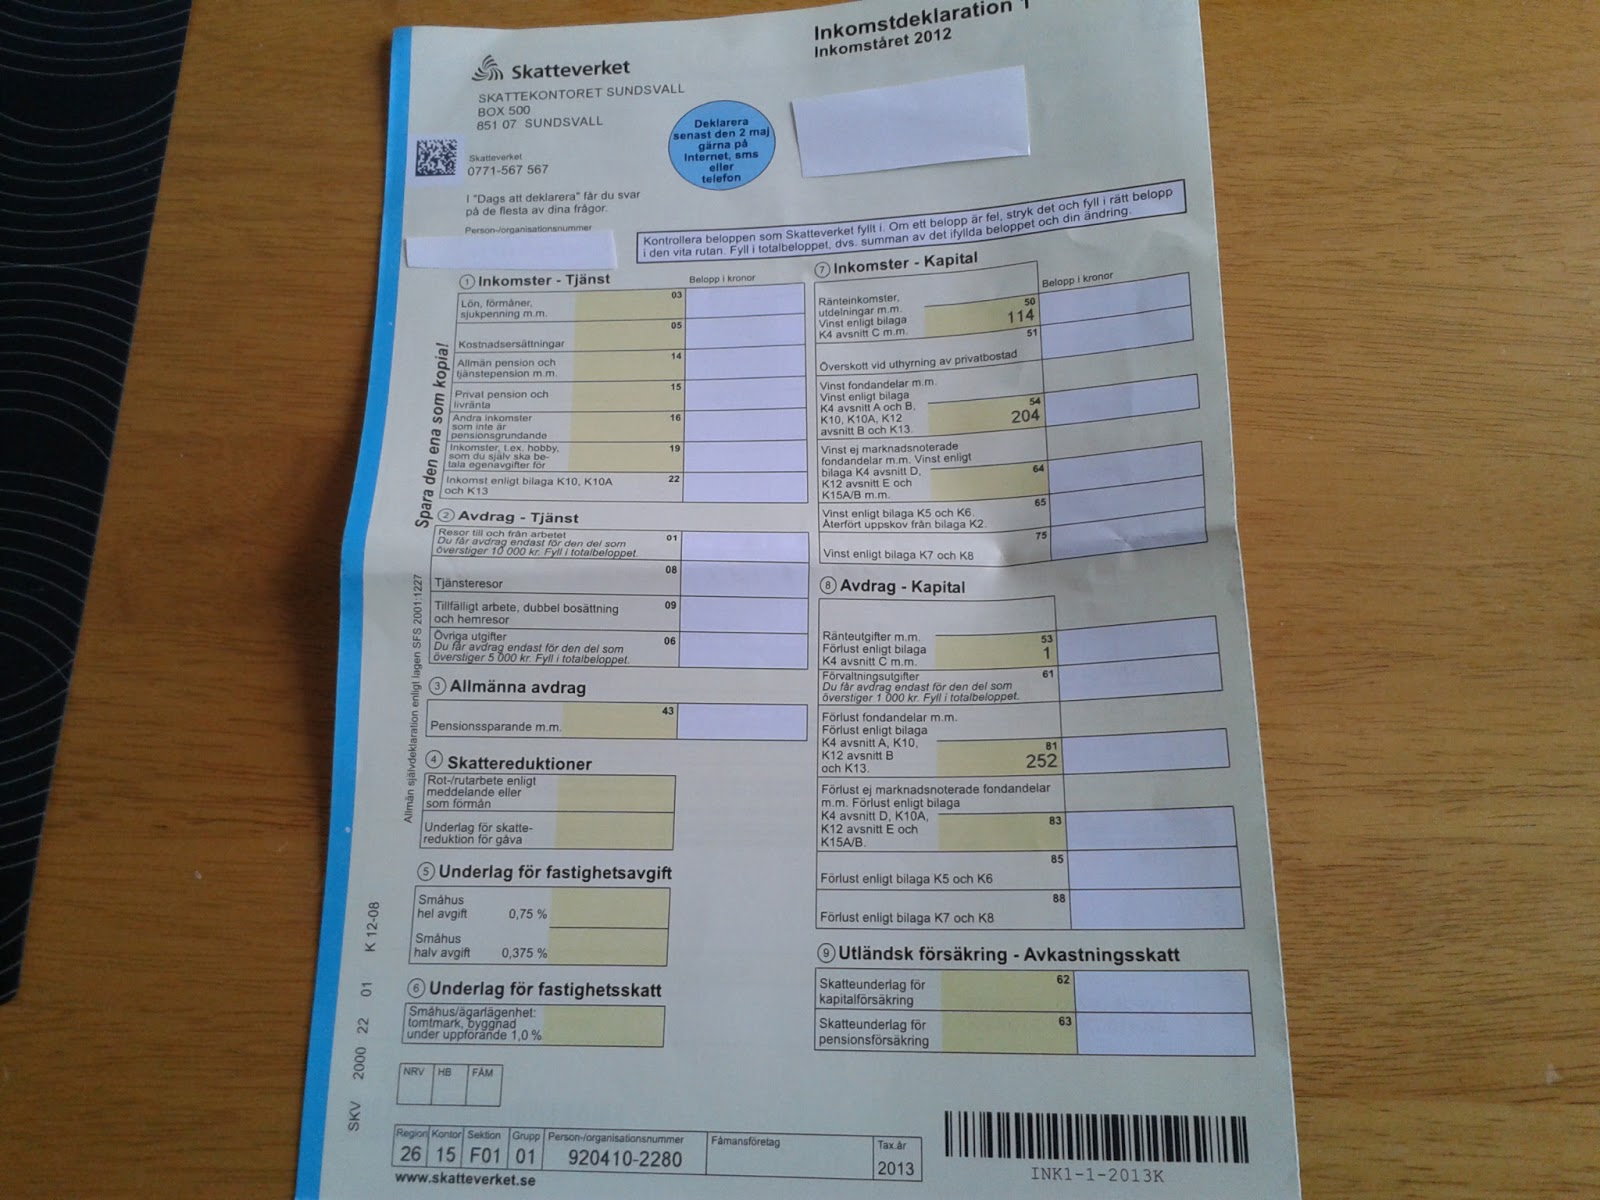 Inkomstdeklaration 1
Inkomståret 2012
Skatteverket
SKATTEKONTORET SUNDSVALL
BOX 500
851 07 SUNDSVALL
Deklarera
senast den 2 maj
gärna på
Internet, sms
eller
telefon
Skatteverket
0771-567 567
I "Dags att deklarera" får du svar
på de flesta av dina frågor.
Person-/organisationsnummer
Kontrollera beloppen som Skatteverket fyllt i. Om ett belopp är fel, stryk det och fyll i rätt belopp
i den vita rutan. Fyll i totalbeloppet, dvs. summan av det ifyllda beloppet och din ändring.
Spara den ena som kopia!
Allmän självdeklaration enligt lagen SFS 2001:1227
SKV 2000 22 01 K 12-08
1 Inkomster - Tjänst
Belopp i kronor
Lön, förmåner,
sjukpenning m.m.
03
Kostnadsersättningar
05
Allmän pension och
tjänstepension m.m.
14
Privat pension och
livränta
15
Andra inkomster
som inte är
pensionsgrundande
16
Inkomster, t.ex. hobby,
som du själv ska be-
tala egenavgifter för
19
Inkomst enligt bilaga K10, K10A
och K13
22
2 Avdrag - Tjänst
Resor till och från arbetet
Du får avdrag endast för den del som
överstiger 10 000 kr. Fyll i totalbeloppet.
01
Tjänsteresor
08
Tillfälligt arbete, dubbel bosättning
och hemresor
09
Övriga utgifter
Du får avdrag endast för den del som
överstiger 5 000 kr. Fyll i totalbeloppet.
06
3 Allmänna avdrag
Pensionssparande m.m.
43
4 Skattereduktioner
Rot-/rutarbete enligt
meddelande eller
som förmån
Underlag för skatte-
reduktion för gåva
5 Underlag för fastighetsavgift
Småhus
hel avgift 0,75 %
Småhus
halv avgift 0,375 %
6 Underlag för fastighetsskatt
Småhus/ägarlägenhet:
tomtmark, byggnad
under uppförande 1,0 %
7 Inkomster - Kapital
Belopp i kronor
Ränteinkomster,
utdelningar m.m.
Vinst enligt bilaga
K4 avsnitt C m.m.
50
114
Överskott vid uthyrning av privatbostad
51
Vinst fondandelar m.m.
Vinst enligt bilaga
K4 avsnitt A och B,
K10, K10A, K12
avsnitt B och K13.
54
204
Vinst ej marknadsnoterade
fondandelar m.m. Vinst enligt
bilaga K4 avsnitt D,
K12 avsnitt E och
K15A/B m.m.
64
Vinst enligt bilaga K5 och K6.
Återfört uppskov från bilaga K2.
65
Vinst enligt bilaga K7 och K8
75
8 Avdrag - Kapital
Ränteutgifter m.m.
Förlust enligt bilaga
K4 avsnitt C m.m.
53
1
Förvaltningsutgifter
Du får avdrag endast för den del som
överstiger 1 000 kr. Fyll i totalbeloppet.
61
Förlust fondandelar m.m.
Förlust enligt bilaga
K4 avsnitt A, K10,
K12 avsnitt B
och K13.
81
252
Förlust ej marknadsnoterade fondandelar
m.m. Förlust enligt bilaga
K4 avsnitt D, K10A,
K12 avsnitt E och
K15A/B.
83
Förlust enligt bilaga K5 och K6
85
Förlust enligt bilaga K7 och K8
88
9 Utländsk försäkring - Avkastningsskatt
Skatteunderlag för
kapitalförsäkring
62
Skatteunderlag för
pensionsförsäkring
63
NRV HB FÅM
Region Kontor Sektion Grupp Person-/organisationsnummer Fåmansföretag Tax.år
26 15 F01 01 920410-2280 2013
www.skatteverket.se
INK1-1-2013K